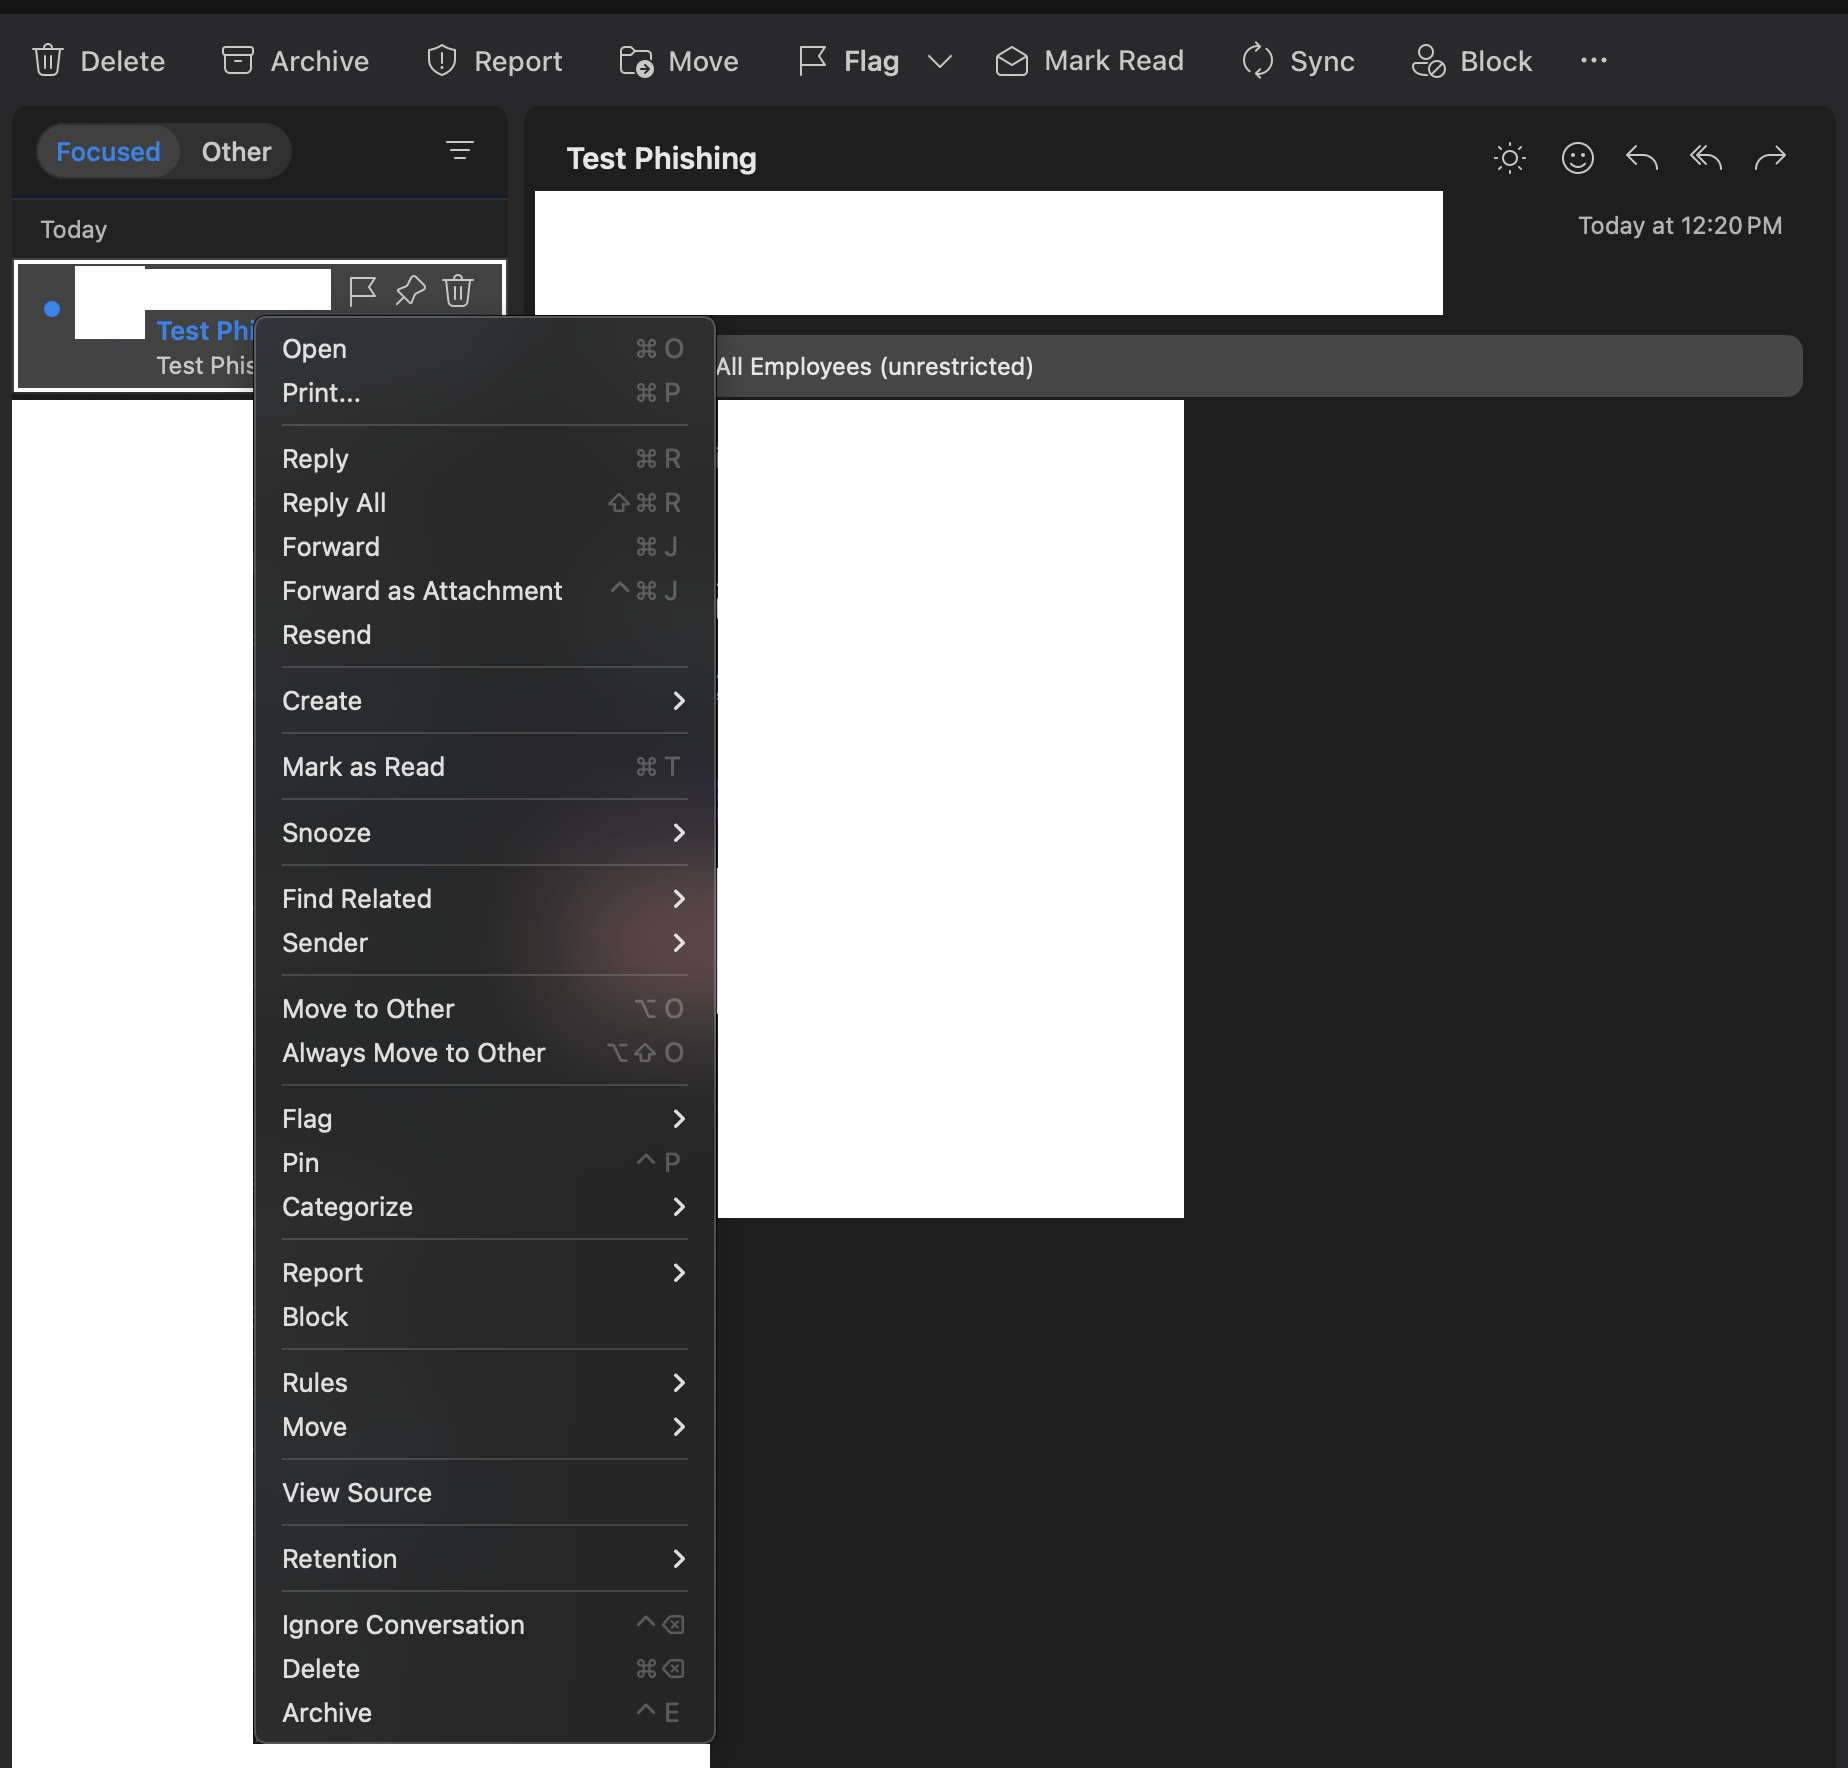 Delete Archive Report Move Flag Mark Read Sync Block ...
Focused Other
Test Phishing
Today at 12:20 PM
Today
Test Phi
Test Phis
All Employees (unrestricted)
Open ⌘ O
Print... ⌘ P
Reply ⌘ R
Reply All ⇧ ⌘ R
Forward ⌘ J
Forward as Attachment ^ ⌘ J
Resend
Create
Mark as Read ⌘ T
Snooze
Find Related
Sender
Move to Other ⌥ O
Always Move to Other ⌥ ⇧ O
Flag
Pin ^ P
Categorize
Report
Block
Rules
Move
View Source
Retention
Ignore Conversation ^ ⌫
Delete ⌘ ⌫
Archive ^ E